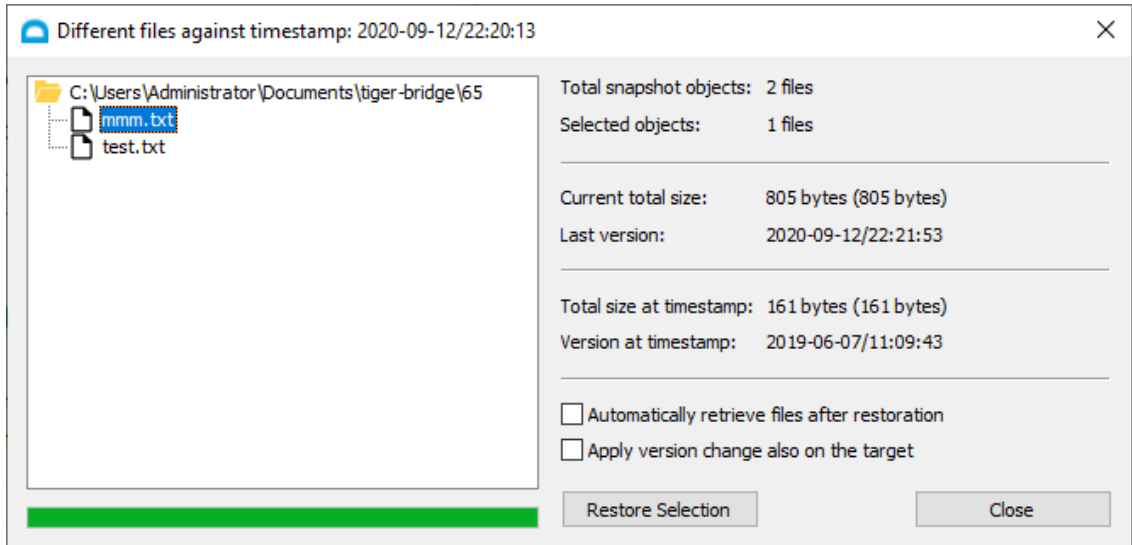 Different files against timestamp: 2020-09-12/22:20:13
C:\Users\Administrator\Documents\tiger-bridge\65
mmm.txt
test.txt
Total snapshot objects: 2 files
Selected objects: 1 files
Current total size: 805 bytes (805 bytes)
Last version: 2020-09-12/22:21:53
Total size at timestamp: 161 bytes (161 bytes)
Version at timestamp: 2019-06-07/11:09:43
Automatically retrieve files after restoration
Apply version change also on the target
Restore Selection
Close